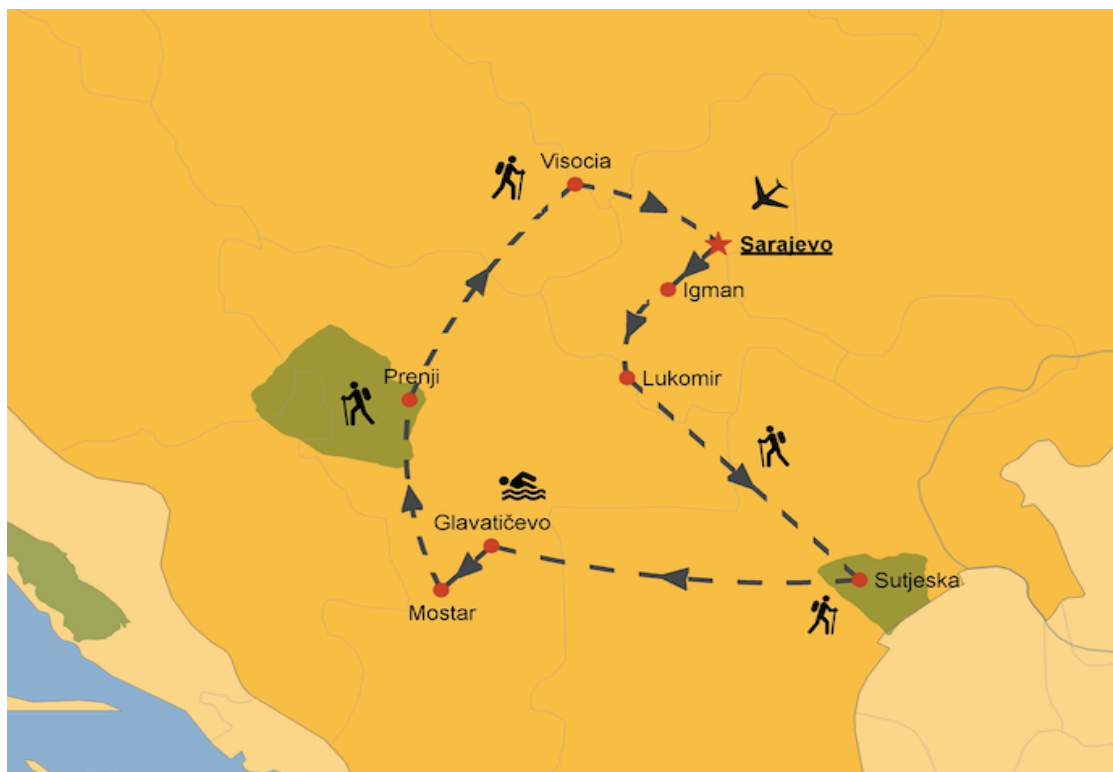 Visocia
Sarajevo
Igman
Lukomir
Prenji
Glavatičevo
Sutjeska
Mostar